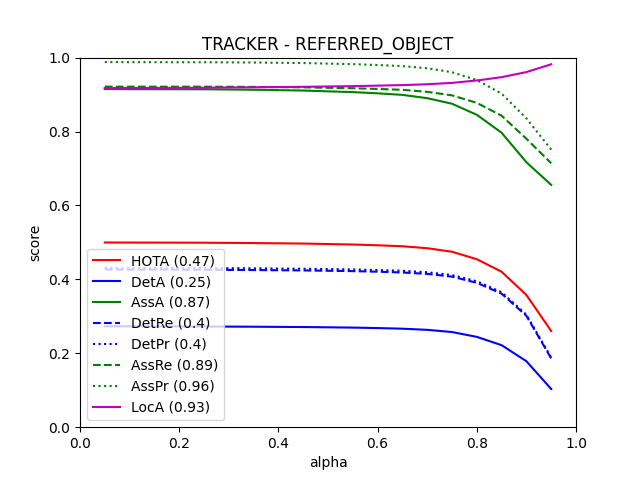 TRACKER - REFERRED_OBJECT
1.0
0.8
0.6
0.4
0.2
0.0
score
HOTA (0.47)
DetA (0.25)
AssA (0.87)
DetRe (0.4)
DetPr (0.4)
AssRe (0.89)
AssPr (0.96)
LocA (0.93)
0.0 0.2 0.4 0.6 0.8 1.0
alpha